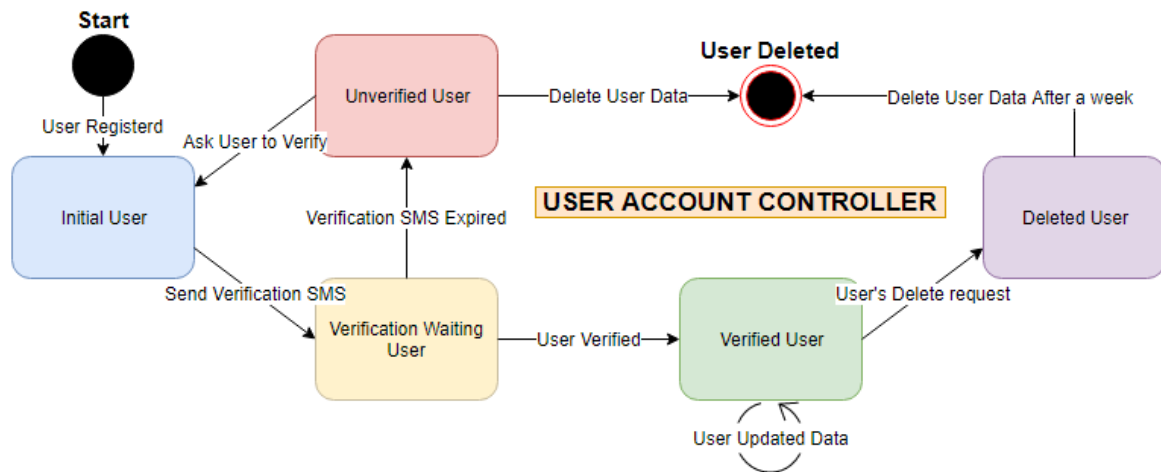 Start
User Deleted
Unverified User
Delete User Data
Delete User Data After a week
User Registerd
Ask User to Verify
Initial User
Verification SMS Expired
USER ACCOUNT CONTROLLER
Deleted User
Send Verification SMS
User's Delete request
Verification Waiting
User
User Verified
Verified User
User Updated Data